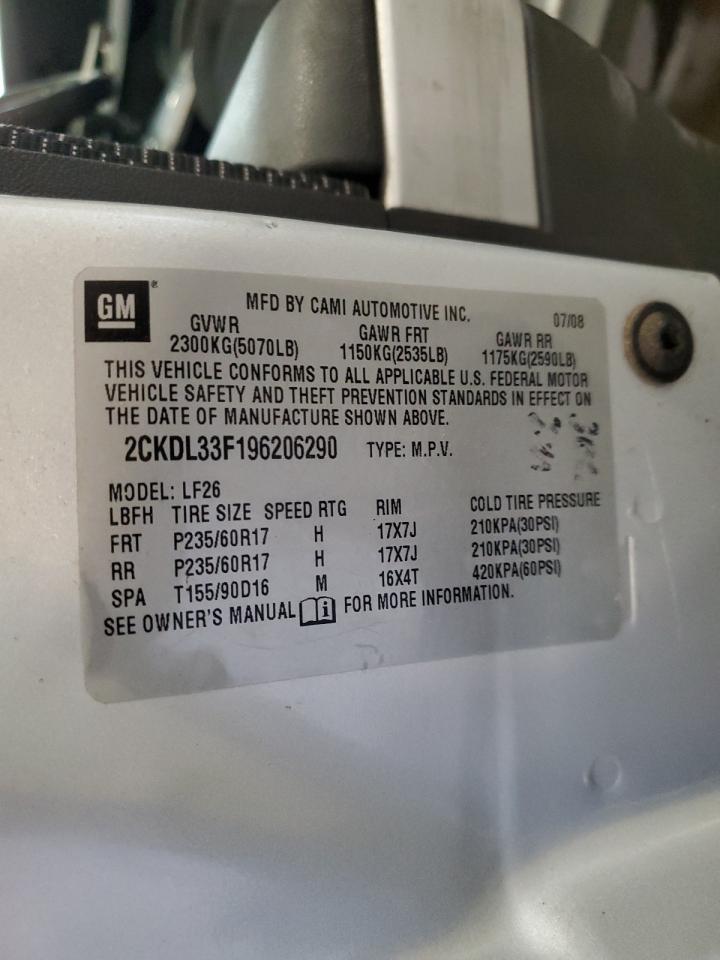 GM ®
MFD BY CAMI AUTOMOTIVE INC. 07/08
GVWR GAWR FRT GAWR RR
2300KG(5070LB) 1150KG(2535LB) 1175KG(2590LB)
THIS VEHICLE CONFORMS TO ALL APPLICABLE U.S. FEDERAL MOTOR
VEHICLE SAFETY AND THEFT PREVENTION STANDARDS IN EFFECT ON
THE DATE OF MANUFACTURE SHOWN ABOVE.
2CKDL33F196206290 TYPE: M.P.V.
MODEL: LF26
LBFH TIRE SIZE SPEED RTG RIM COLD TIRE PRESSURE
FRT P235/60R17 H 17X7J 210KPA(30PSI)
RR P235/60R17 H 17X7J 210KPA(30PSI)
SPA T155/90D16 M 16X4T 420KPA(60PSI)
SEE OWNER'S MANUAL i FOR MORE INFORMATION.